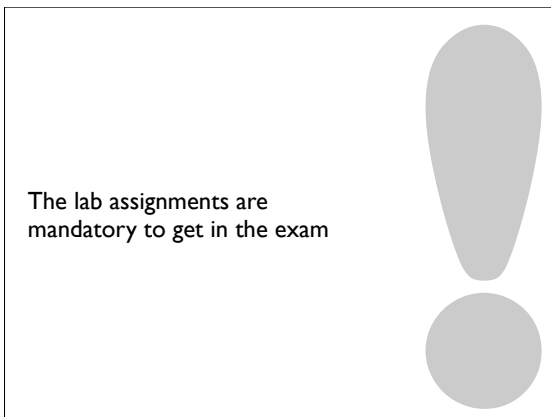 The lab assignments are
mandatory to get in the exam